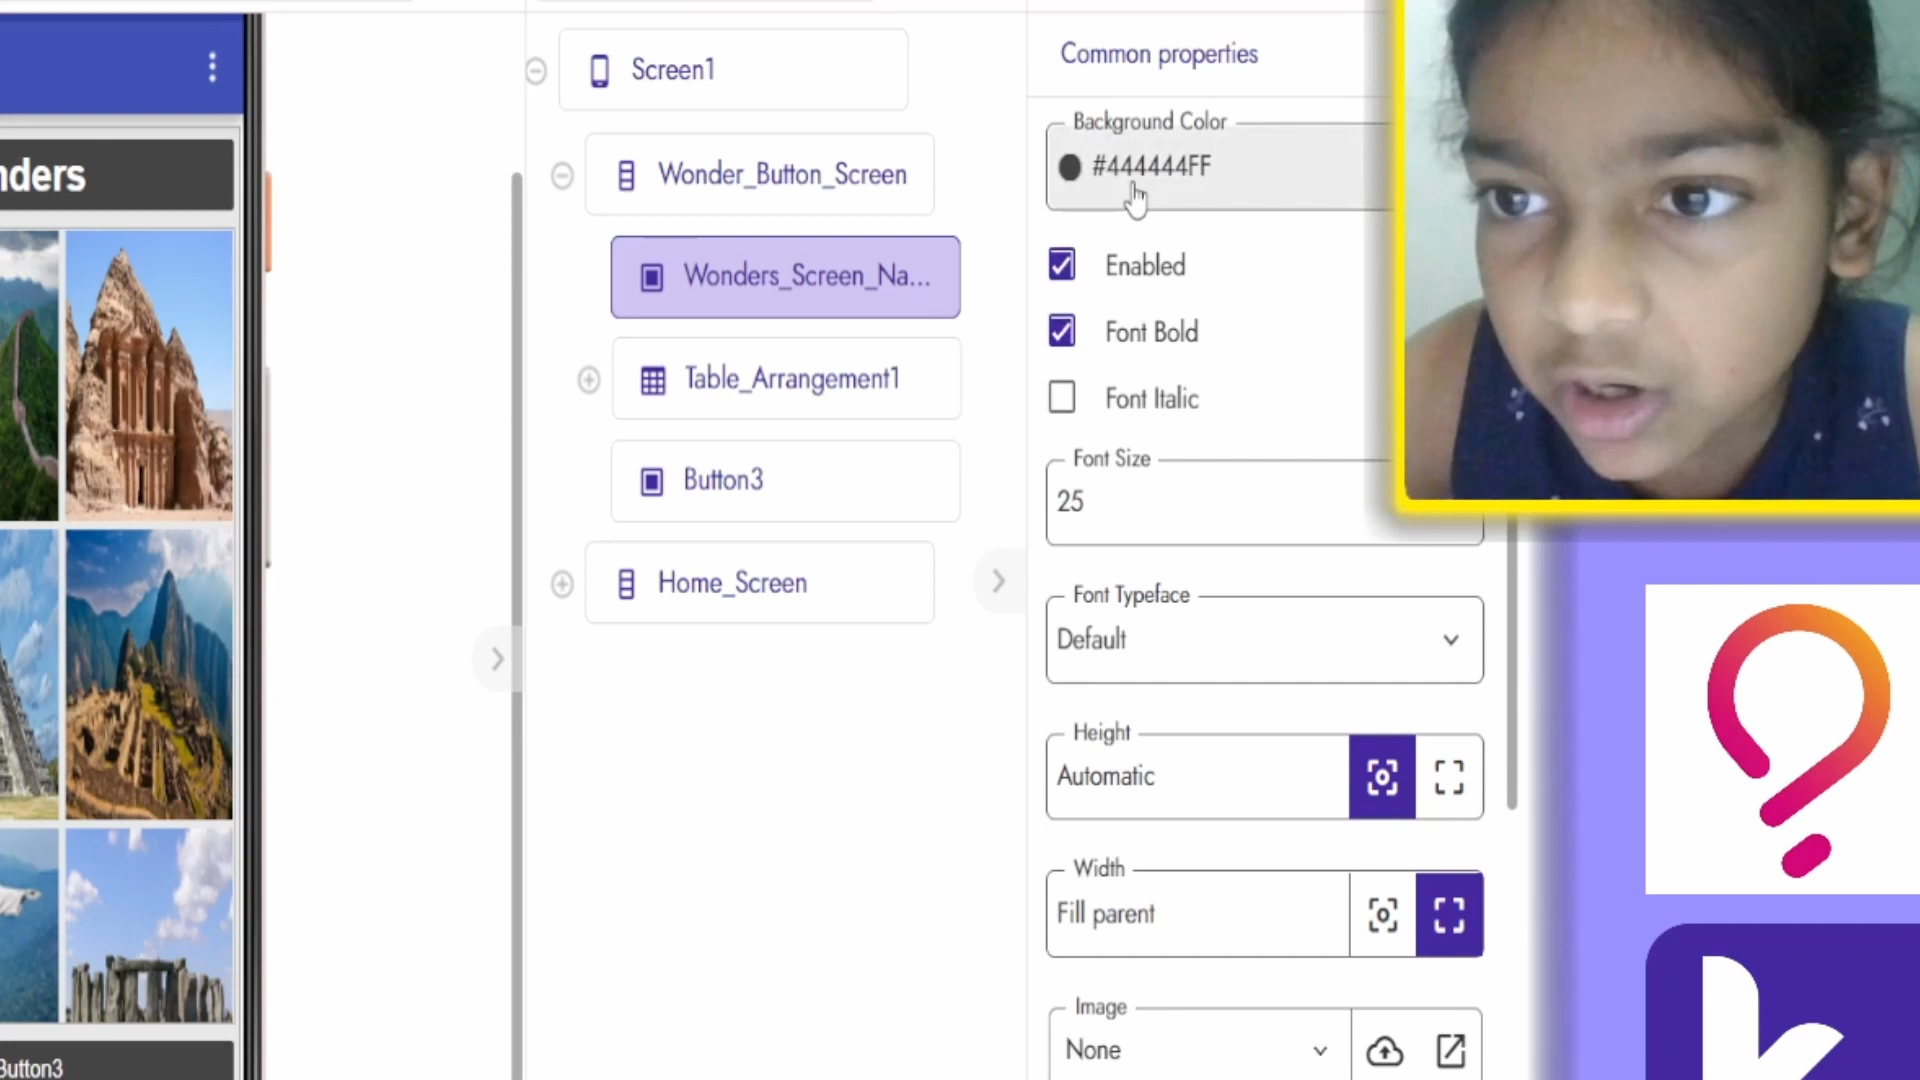 nders
Button3
Screen1
Wonder_Button_Screen
Wonders_Screen_Na...
Table_Arrangement1
Button3
Home_Screen
Common properties
Background Color
#444444FF
Enabled
Font Bold
Font Italic
Font Size
25
Font Typeface
Default
Height
Automatic
Width
Fill parent
Image
None
k